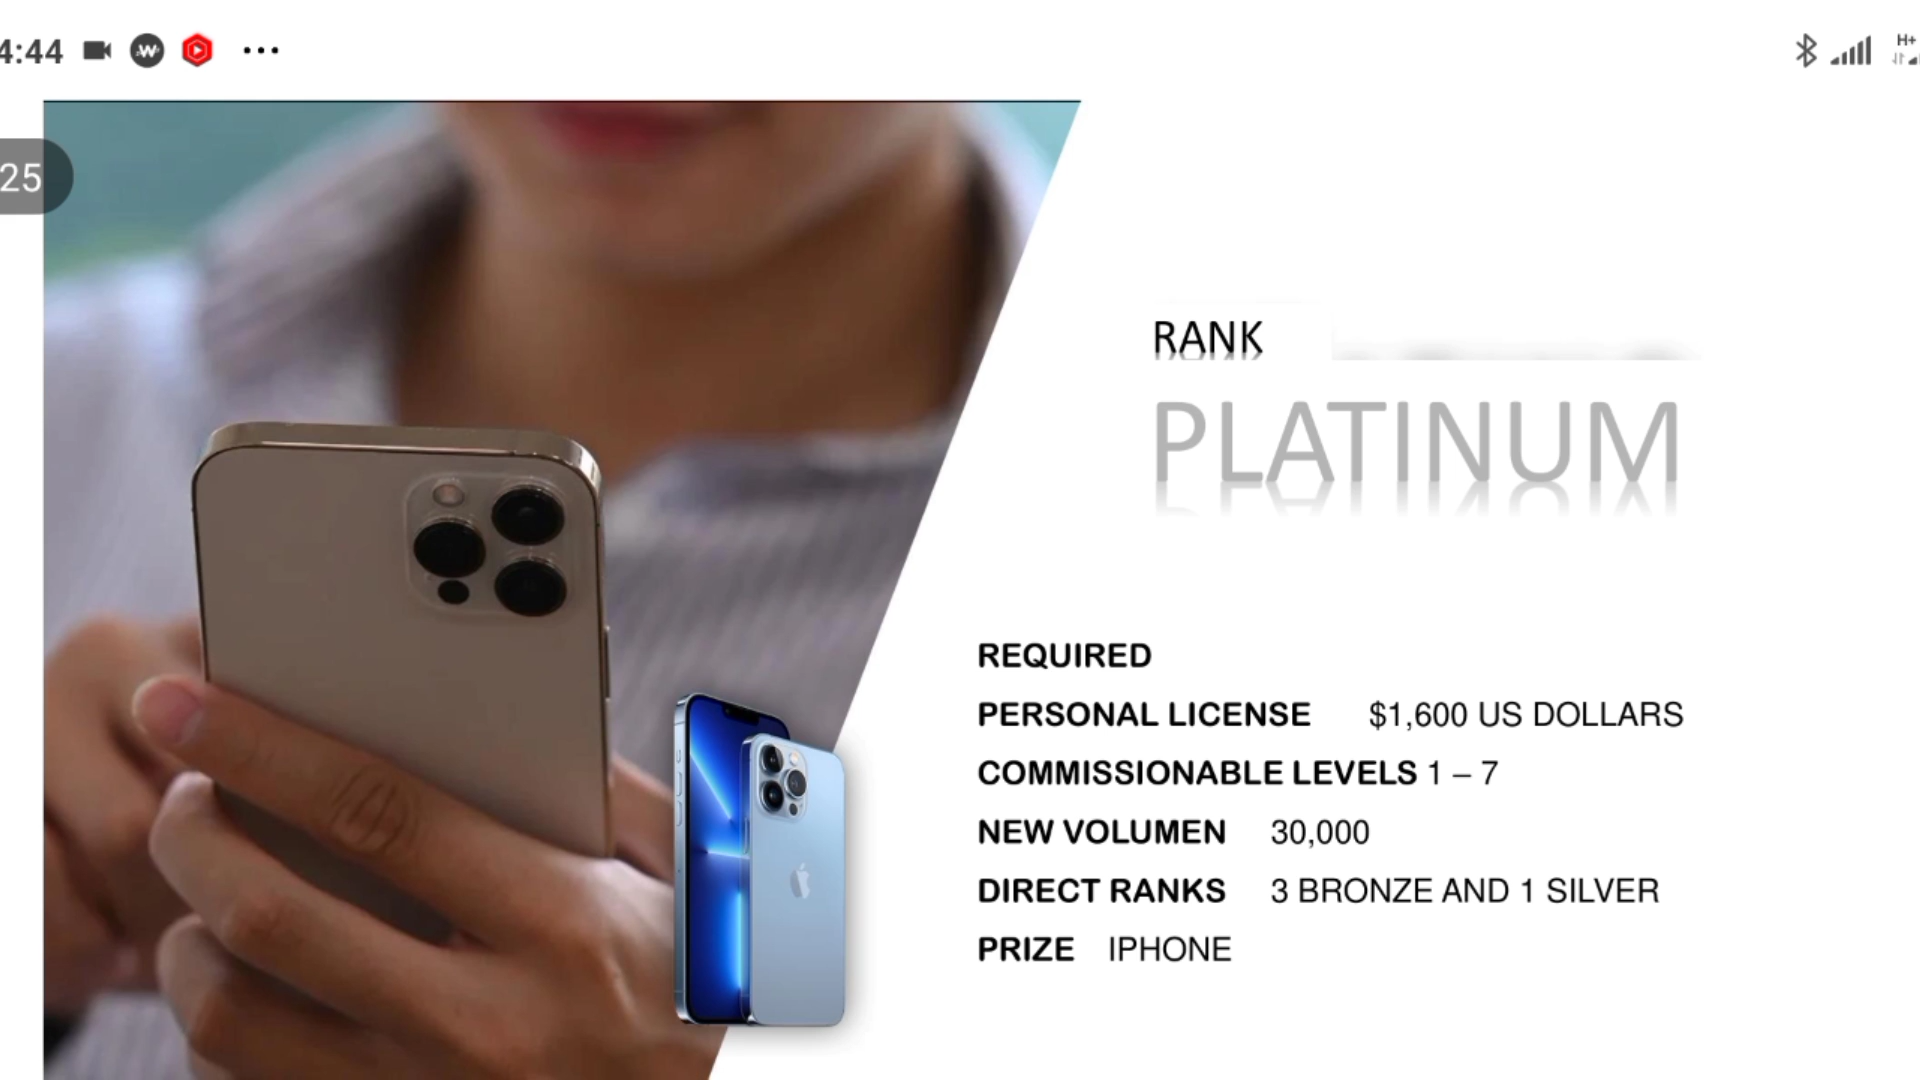 4:44
H+
25
RANK
PLATINUM
REQUIRED
PERSONAL LICENSE $1,600 US DOLLARS
COMMISSIONABLE LEVELS 1 – 7
NEW VOLUMEN 30,000
DIRECT RANKS 3 BRONZE AND 1 SILVER
PRIZE IPHONE